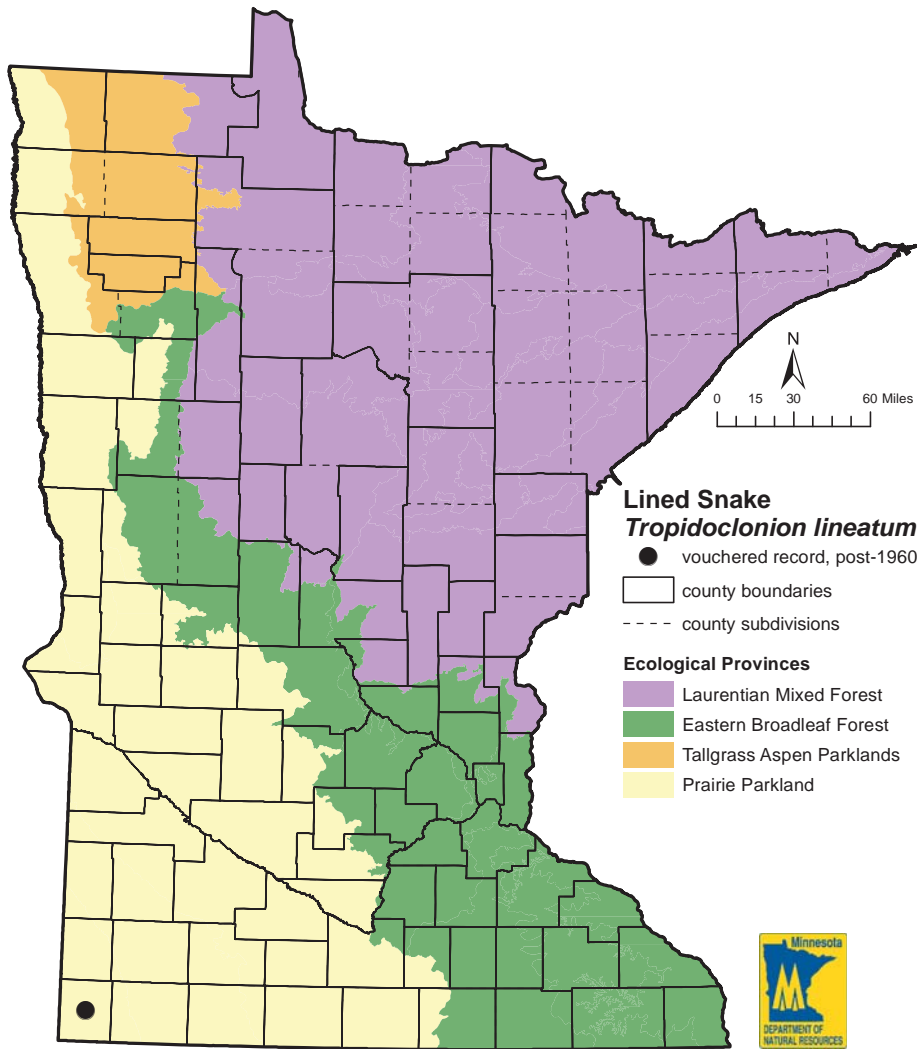 N
0 15 30 60 Miles
Lined Snake
Tropidoclonion lineatum
vouchered record, post-1960
county boundaries
county subdivisions
Ecological Provinces
Laurentian Mixed Forest
Eastern Broadleaf Forest
Tallgrass Aspen Parklands
Prairie Parkland
Minnesota
M
DEPARTMENT OF
NATURAL RESOURCES